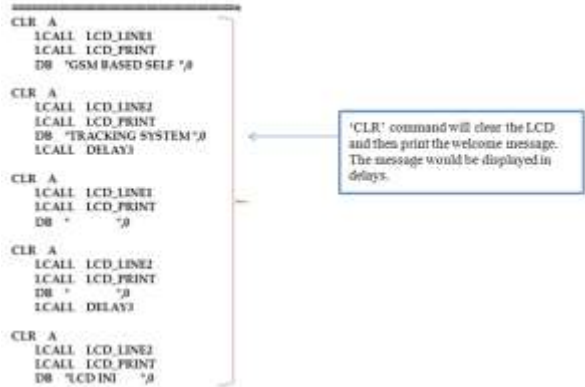 CLR A
LCALL LCD_LINE1
LCALL LCD_PRINT
DB "GSM BASED SELF ",0
CLR A
LCALL LCD_LINE2
LCALL LCD_PRINT
DB "TRACKING SYSTEM",0
LCALL DELAY3
CLR A
LCALL LCD_LINE1
LCALL LCD_PRINT
DB " ",0
CLR A
LCALL LCD_LINE2
LCALL LCD_PRINT
DB " ",0
LCALL DELAY3
CLR A
LCALL LCD_LINE2
LCALL LCD_PRINT
DB "LCD INI ",0
'CLR' command will clear the LCD
and then print the welcome message.
The message would be displayed in
delays.